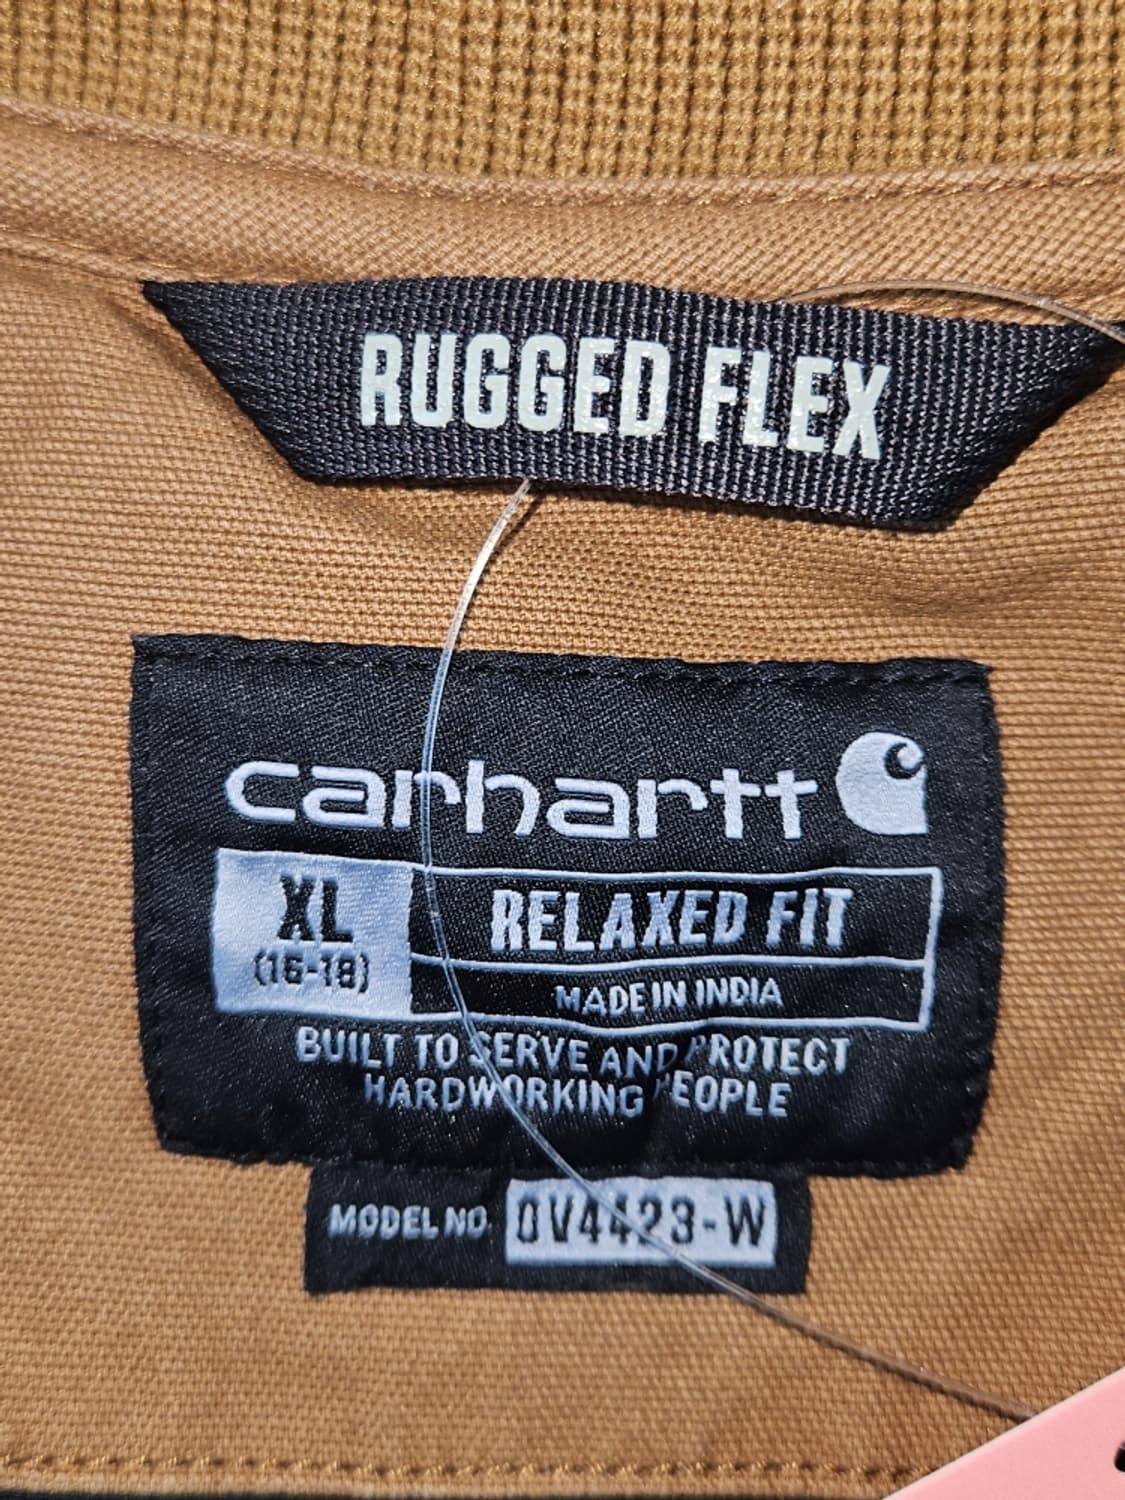 RUGGED FLEX
carhartt
XL
(16-18)
RELAXED FIT
MADE IN INDIA
BUILT TO SERVE AND PROTECT
HARDWORKING PEOPLE
MODEL NO. OV4423-W